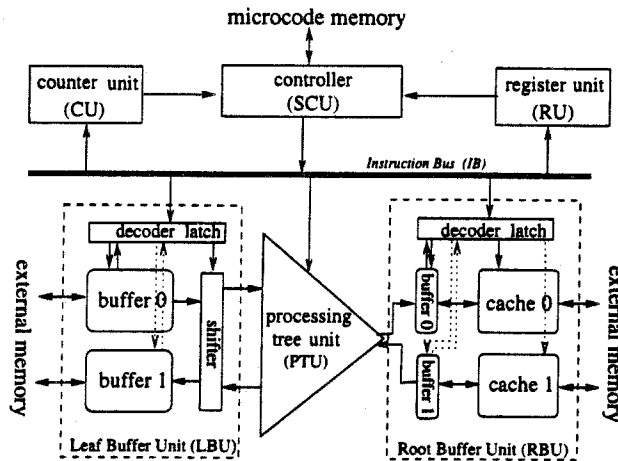 microcode memory
counter unit
(CU)
controller
(SCU)
register unit
(RU)
Instruction Bus (IB)
decoder latch
decoder latch
external memory
buffer 0
buffer 1
shifter
processing
tree unit
(PTU)
buffer 0
buffer 1
cache 0
cache 1
external memory
Leaf Buffer Unit (LBU)
Root Buffer Unit (RBU)